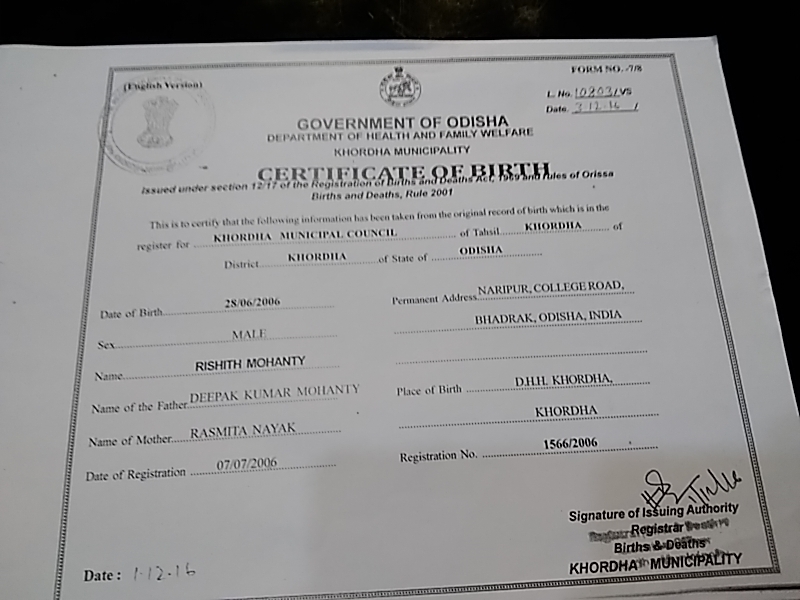 FORM NO. -7/8
(English Version)
L. No. 10203/VS
Date. 3-12-16 /
GOVERNMENT OF ODISHA
DEPARTMENT OF HEALTH AND FAMILY WELFARE
KHORDHA MUNICIPALITY
CERTIFICATE OF BIRTH
Issued under section 12/17 of the Registration of Births and Deaths Act, 1969 and rules of Orissa
Births and Deaths, Rule 2001
This is to certify that the following information has been taken from the original record of birth which is in the
register for KHORDHA MUNICIPAL COUNCIL of Tahsil KHORDHA of
District KHORDHA of State of ODISHA
Date of Birth 28/06/2006
Sex MALE
Name RISHITH MOHANTY
Name of the Father DEEPAK KUMAR MOHANTY
Name of Mother RASMITA NAYAK
Date of Registration 07/07/2006
Permanent Address NARIPUR, COLLEGE ROAD,
BHADRAK, ODISHA, INDIA
Place of Birth D.H.H. KHORDHA,
KHORDHA
Registration No. 1566/2006
Signature of Issuing Authority
Registrar
Births & Deaths
KHORDHA MUNICIPALITY
Date : 1-12-16